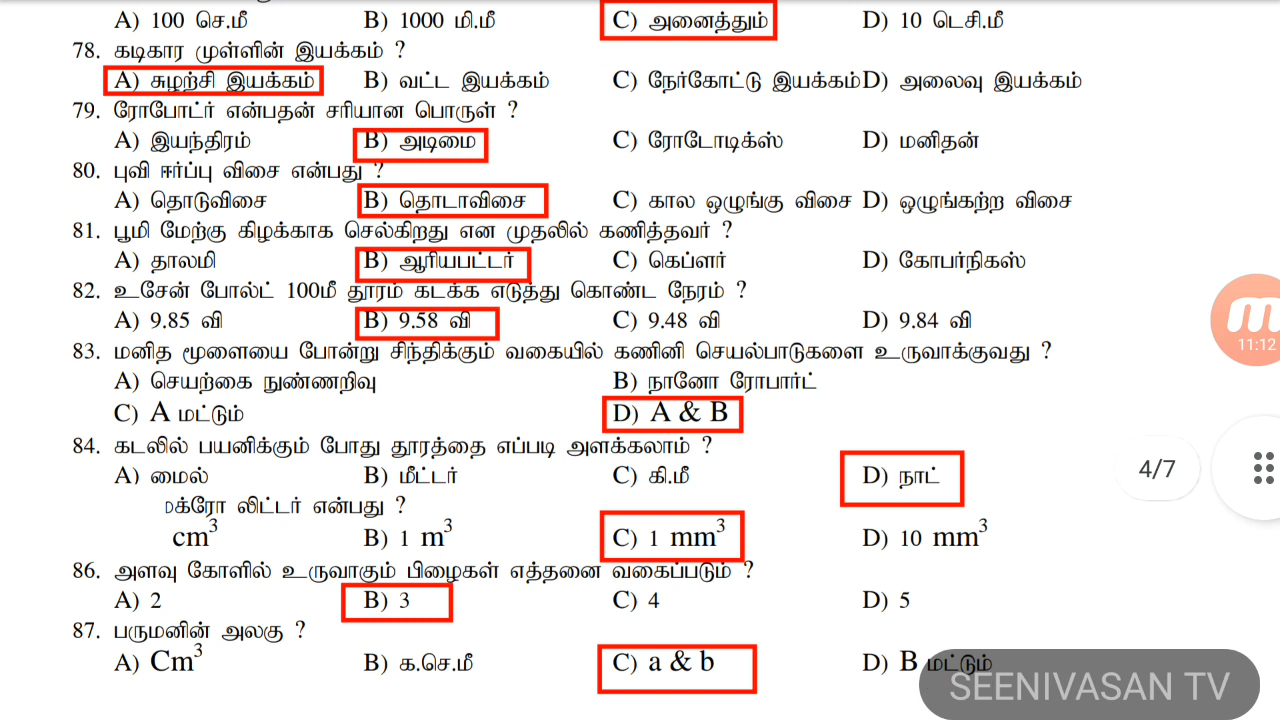 A) 100 செ.மீ B) 1000 மி.மீ C) அனைத்தும் D) 10 டெசி.மீ
78. கடிகார முள்ளின் இயக்கம் ?
A) சுழற்சி இயக்கம் B) வட்ட இயக்கம் C) நேர்கோட்டு இயக்கம் D) அலைவு இயக்கம்
79. ரோபோட்ர் என்பதன் சரியான பொருள் ?
A) இயந்திரம் B) அடிமை C) ரோடோடிக்ஸ் D) மனிதன்
80. புவி ஈர்ப்பு விசை என்பது ?
A) தொடுவிசை B) தொடாவிசை C) கால ஒழுங்கு விசை D) ஒழுங்கற்ற விசை
81. பூமி மேற்கு கிழக்காக செல்கிறது என முதலில் கணித்தவர் ?
A) தாலமி B) ஆரியபட்டர் C) கெப்ளர் D) கோபர்நிகஸ்
82. உசேன் போல்ட் 100மீ தூரம் கடக்க எடுத்து கொண்ட நேரம் ?
A) 9.85 வி B) 9.58 வி C) 9.48 வி D) 9.84 வி
11:12
83. மனித மூளையை போன்று சிந்திக்கும் வகையில் கணினி செயல்பாடுகளை உருவாக்குவது ?
A) செயற்கை நுண்ணறிவு B) நானோ ரோபார்ட்
C) A மட்டும் D) A & B
84. கடலில் பயனிக்கும் போது தூரத்தை எப்படி அளக்கலாம் ?
A) மைல் B) மீட்டர் C) கி.மீ D) நாட்
4/7
க்ரோ லிட்டர் என்பது ?
cm³ B) 1 m³ C) 1 mm³ D) 10 mm³
86. அளவு கோளில் உருவாகும் பிழைகள் எத்தனை வகைப்படும் ?
A) 2 B) 3 C) 4 D) 5
87. பருமனின் அலகு ?
A) Cm³ B) க.செ.மீ C) a & b D) B மட்டும்
SEENIVASAN TV